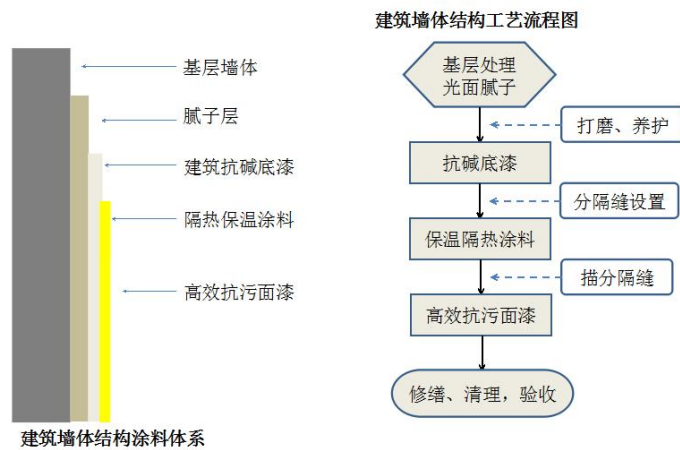 建筑墙体结构工艺流程图
基层墙体
腻子层
建筑抗碱底漆
隔热保温涂料
高效抗污面漆
建筑墙体结构涂料体系
基层处理
光面腻子
打磨、养护
抗碱底漆
分隔缝设置
保温隔热涂料
描分隔缝
高效抗污面漆
修缮、清理，验收